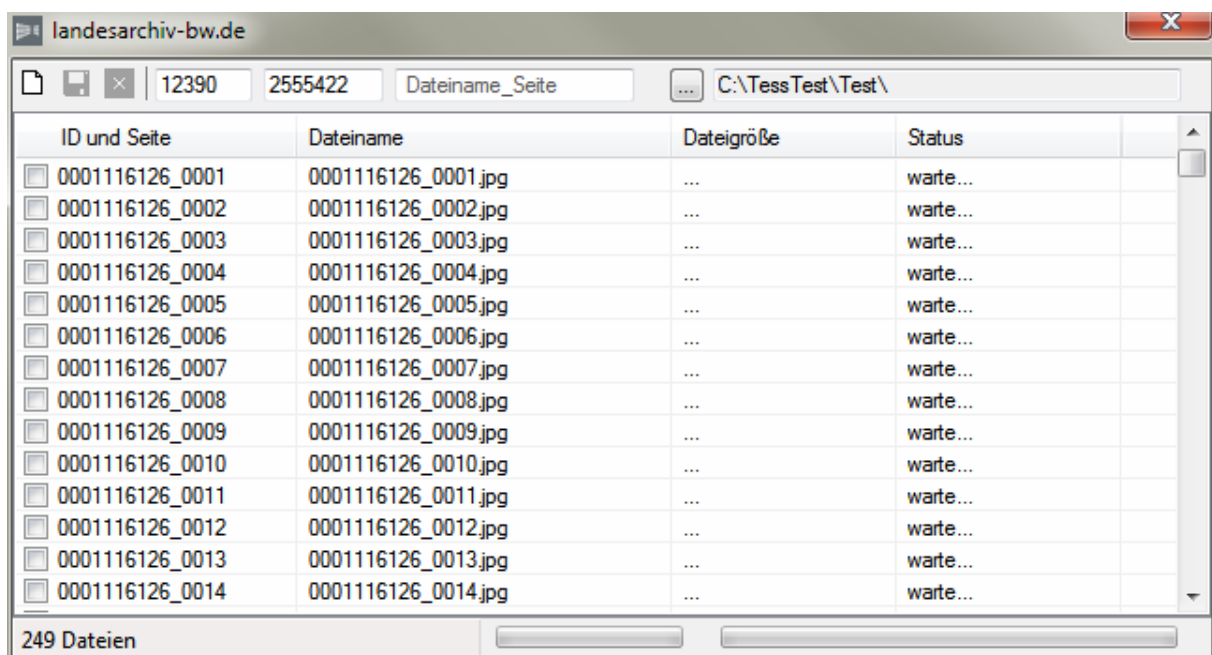 landesarchiv-bw.de
12390 2555422 Dateiname_Seite ... C:\TessTest\Test\
ID und Seite Dateiname Dateigröße Status
0001116126_0001 0001116126_0001.jpg ... warte...
0001116126_0002 0001116126_0002.jpg ... warte...
0001116126_0003 0001116126_0003.jpg ... warte...
0001116126_0004 0001116126_0004.jpg ... warte...
0001116126_0005 0001116126_0005.jpg ... warte...
0001116126_0006 0001116126_0006.jpg ... warte...
0001116126_0007 0001116126_0007.jpg ... warte...
0001116126_0008 0001116126_0008.jpg ... warte...
0001116126_0009 0001116126_0009.jpg ... warte...
0001116126_0010 0001116126_0010.jpg ... warte...
0001116126_0011 0001116126_0011.jpg ... warte...
0001116126_0012 0001116126_0012.jpg ... warte...
0001116126_0013 0001116126_0013.jpg ... warte...
0001116126_0014 0001116126_0014.jpg ... warte...
249 Dateien